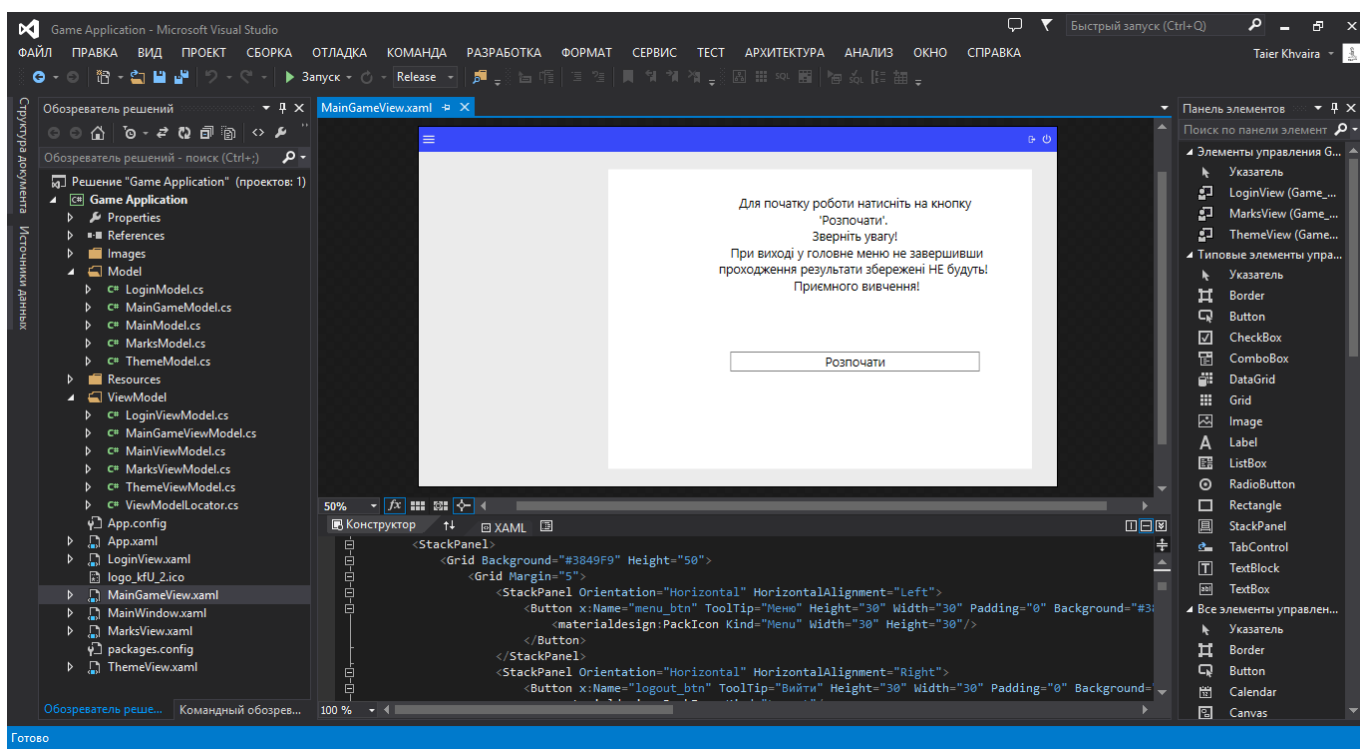 Game Application - Microsoft Visual Studio
Быстрый запуск (Ctrl+Q)
ФАЙЛ ПРАВКА ВИД ПРОЕКТ СБОРКА ОТЛАДКА КОМАНДА РАЗРАБОТКА ФОРМАТ СЕРВИС ТЕСТ АРХИТЕКТУРА АНАЛИЗ ОКНО СПРАВКА
Taier Khvaira
Запуск
Release
Структура документа
Источники данных
Обозреватель решений
Обозреватель решений - поиск (Ctrl+;)
Решение "Game Application" (проектов: 1)
Game Application
Properties
References
Images
Model
LoginModel.cs
MainGameModel.cs
MainModel.cs
MarksModel.cs
ThemeModel.cs
Resources
ViewModel
LoginViewModel.cs
MainGameViewModel.cs
MainViewModel.cs
MarksViewModel.cs
ThemeViewModel.cs
ViewModelLocator.cs
App.config
App.xaml
LoginView.xaml
logo_kfU_2.ico
MainGameView.xaml
MainWindow.xaml
MarksView.xaml
packages.config
ThemeView.xaml
Обозреватель реше...
Командный обозрев...
MainGameView.xaml
Для початку роботи натисніть на кнопку
'Розпочати'.
Зверніть увагу!
При виході у головне меню не завершивши
проходження результати збережені НЕ будуть!
Приємного вивчення!
Розпочати
50%
Конструктор
XAML
<StackPanel>
<Grid Background="#3849F9" Height="50">
<Grid Margin="5">
<StackPanel Orientation="Horizontal" HorizontalAlignment="Left">
<Button x:Name="menu_btn" ToolTip="Меню" Height="30" Width="30" Padding="0" Background="#38
<materialdesign:PackIcon Kind="Menu" Width="30" Height="30"/>
</Button>
</StackPanel>
<StackPanel Orientation="Horizontal" HorizontalAlignment="Right">
<Button x:Name="logout_btn" ToolTip="Вийти" Height="30" Width="30" Padding="0" Background=
100 %
Панель элементов
Поиск по панели элемент
Элементы управления G...
Указатель
LoginView (Game_...
MarksView (Game_...
ThemeView (Game...
Типовые элементы упра...
Указатель
Border
Button
CheckBox
ComboBox
DataGrid
Grid
Image
Label
ListBox
RadioButton
Rectangle
StackPanel
TabControl
TextBlock
TextBox
Все элементы управлен...
Указатель
Border
Button
Calendar
Canvas
Готово